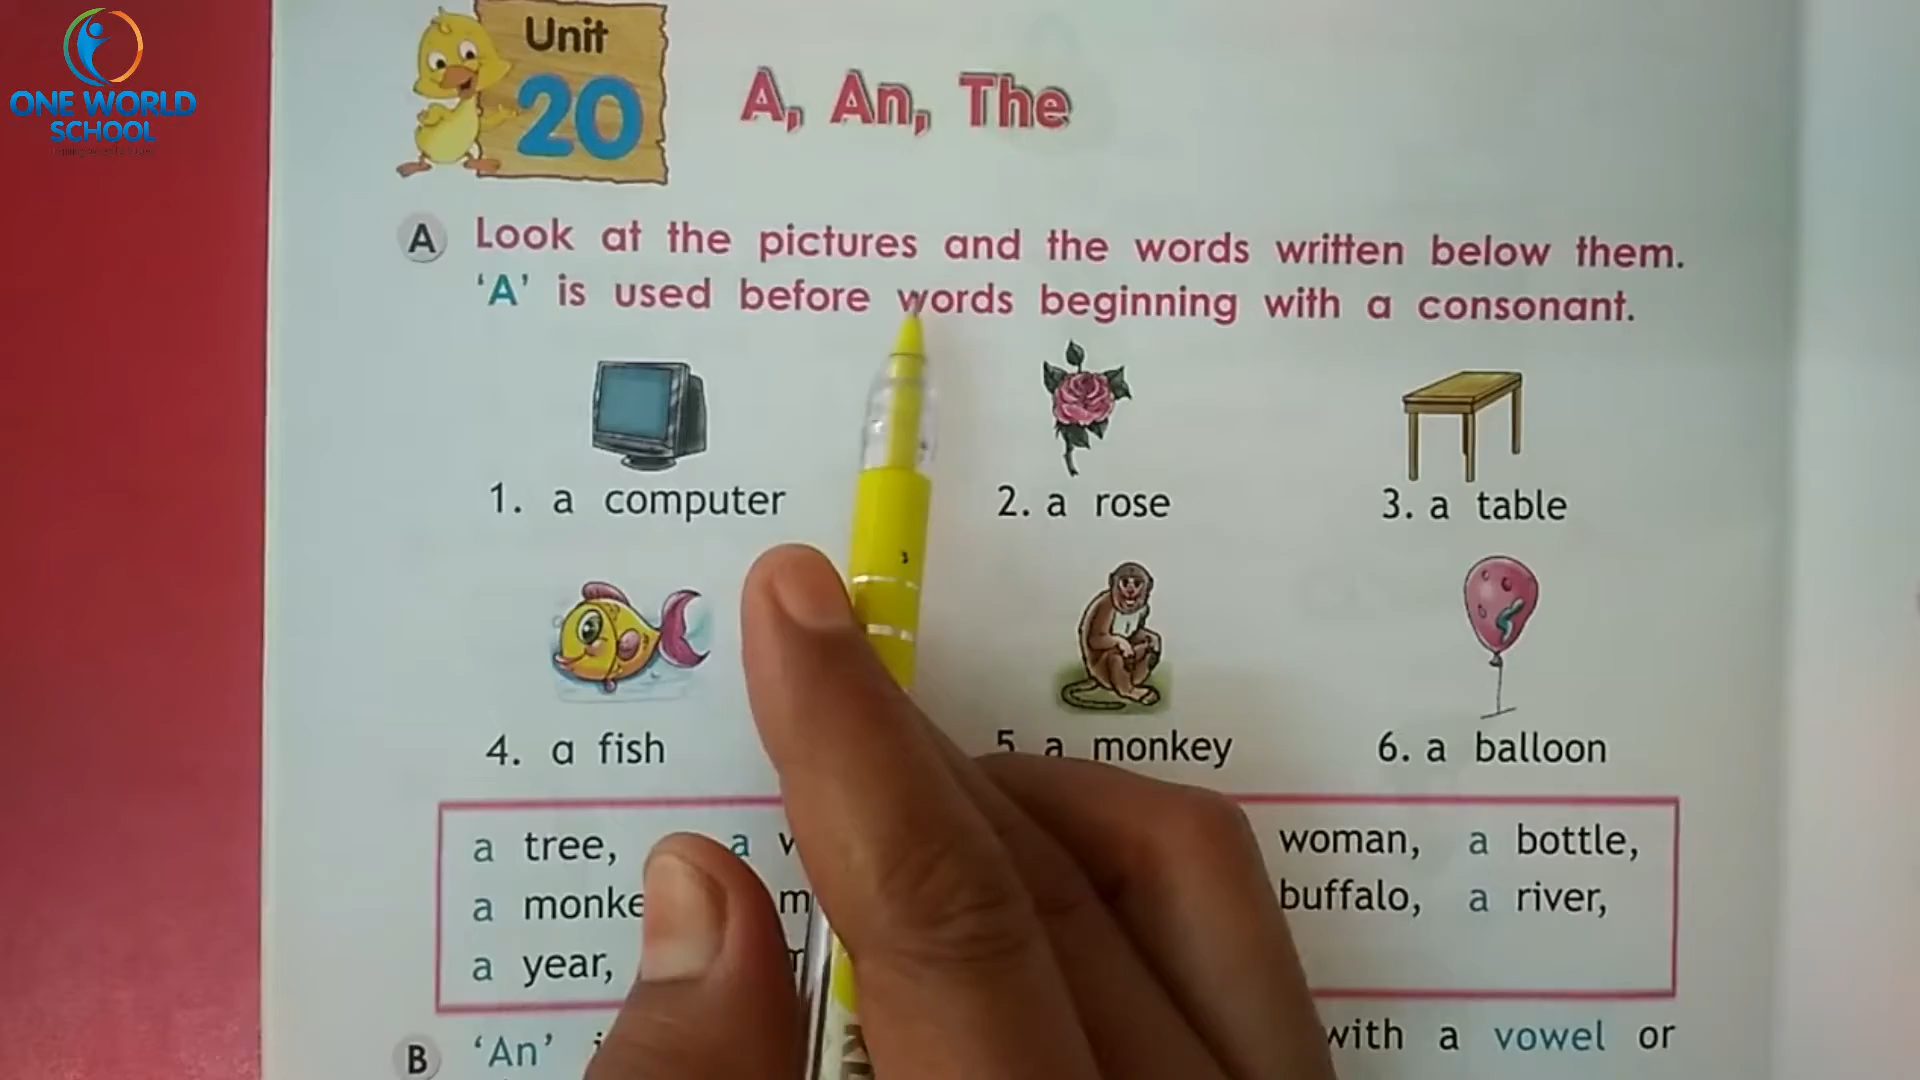 ONE WORLD
SCHOOL
Unit
20
A, An, The
A Look at the pictures and the words written below them.
'A' is used before words beginning with a consonant.
1. a computer 2. a rose 3. a table
4. a fish 5. a monkey 6. a balloon
a tree, a woman, a bottle,
a buffalo, a river,
a year,
B 'An' with a vowel or